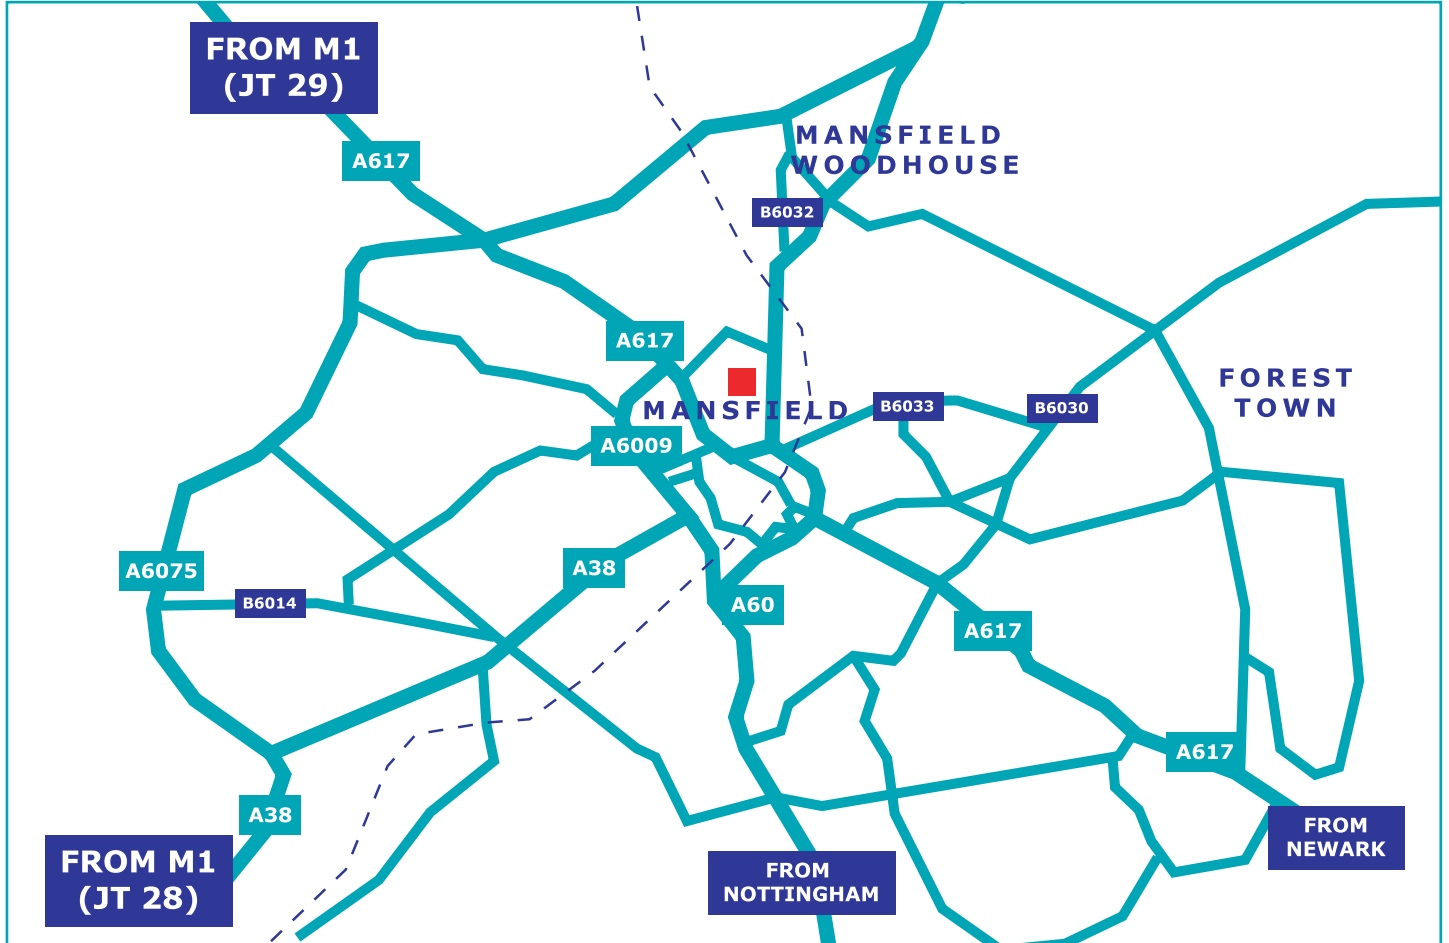 FROM M1
(JT 29)
A617
MANSFIELD
WOODHOUSE
B6032
A617
FOREST
TOWN
MANSFIELD
B6033
B6030
A6009
A6075
A38
B6014
A60
A617
A617
A38
FROM M1
(JT 28)
FROM
NOTTINGHAM
FROM
NEWARK